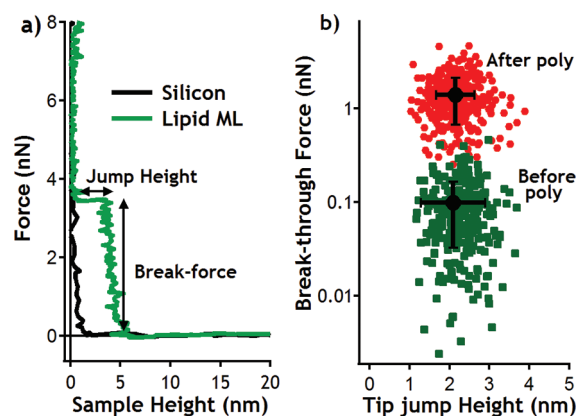 a)
8
6
4
2
0
Force (nN)
Silicon
Lipid ML
Jump Height
Break-force
0
5
10
15
20
Sample Height (nm)
b)
1
0.1
0.01
Break-through Force (nN)
After poly
Before
poly
0
1
2
3
4
5
Tip jump Height (nm)